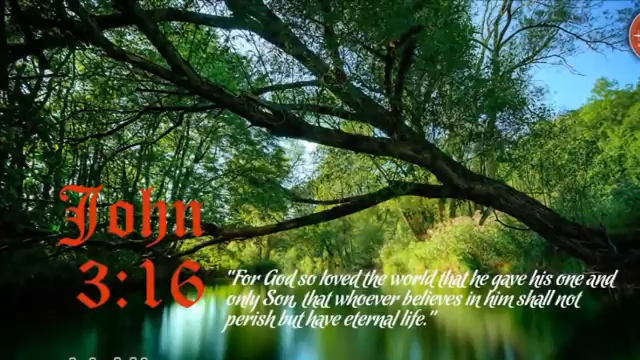 John
3:16
"For God so loved the world that he gave his one and
only Son, that whoever believes in him shall not
perish but have eternal life."